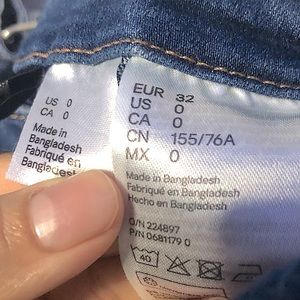 US 0
CA 0
Made in
Bangladesh
Fabriqué en
Bangladesh
EUR 32
US 0
CA 0
CN 155/76A
MX 0
Made in Bangladesh
Fabriqué en Bangladesh
Hecho en Bangladesh
O/N 224897
P/N 0681179 0
40